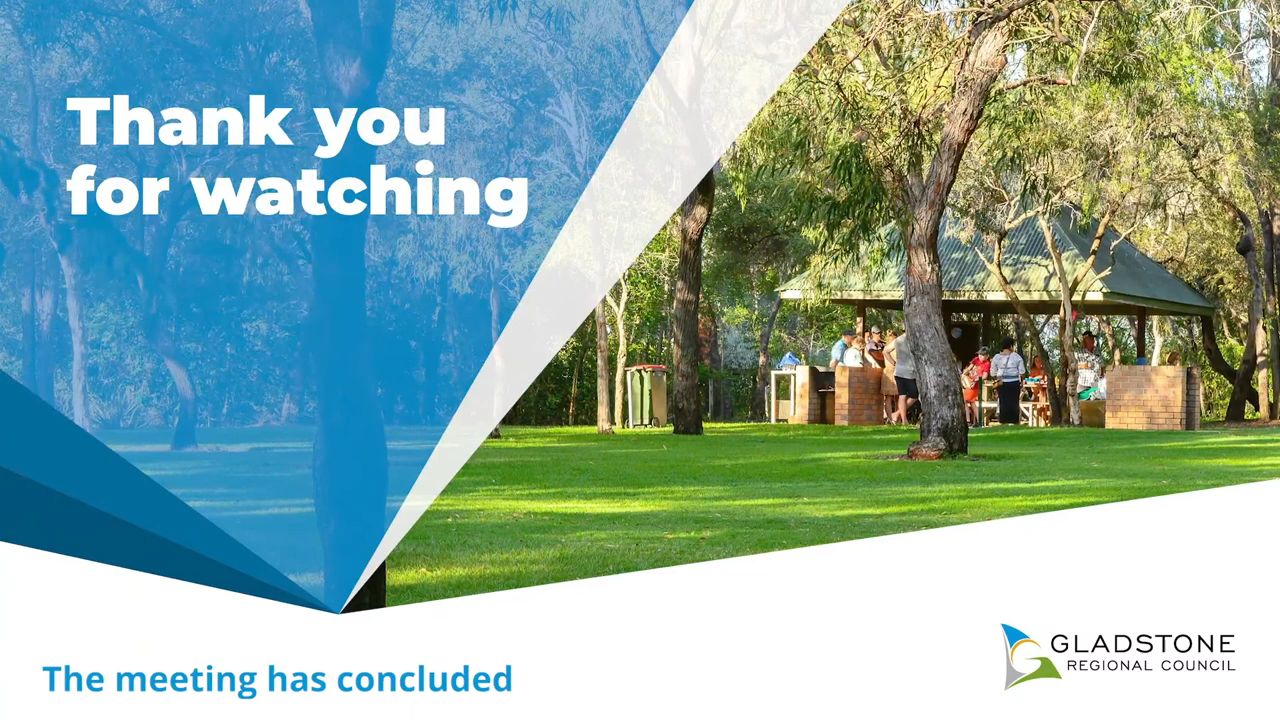 Thank you
for watching
The meeting has concluded
GLADSTONE
REGIONAL COUNCIL